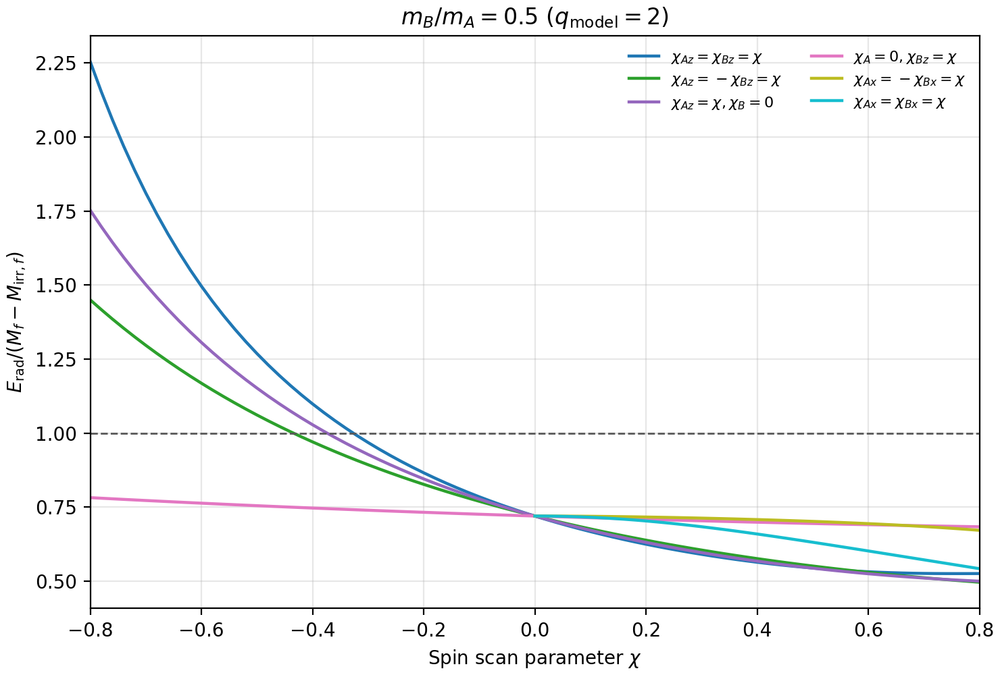 m_B/m_A = 0.5 (q_model = 2)
E_rad/(M_f − M_irr, f)
2.25
2.00
1.75
1.50
1.25
1.00
0.75
0.50
χ_Az = χ_Bz = χ
χ_Az = −χ_Bz = χ
χ_Az = χ, χ_B = 0
χ_A = 0, χ_Bz = χ
χ_Ax = −χ_Bx = χ
χ_Ax = χ_Bx = χ
−0.8 −0.6 −0.4 −0.2 0.0 0.2 0.4 0.6 0.8
Spin scan parameter χ